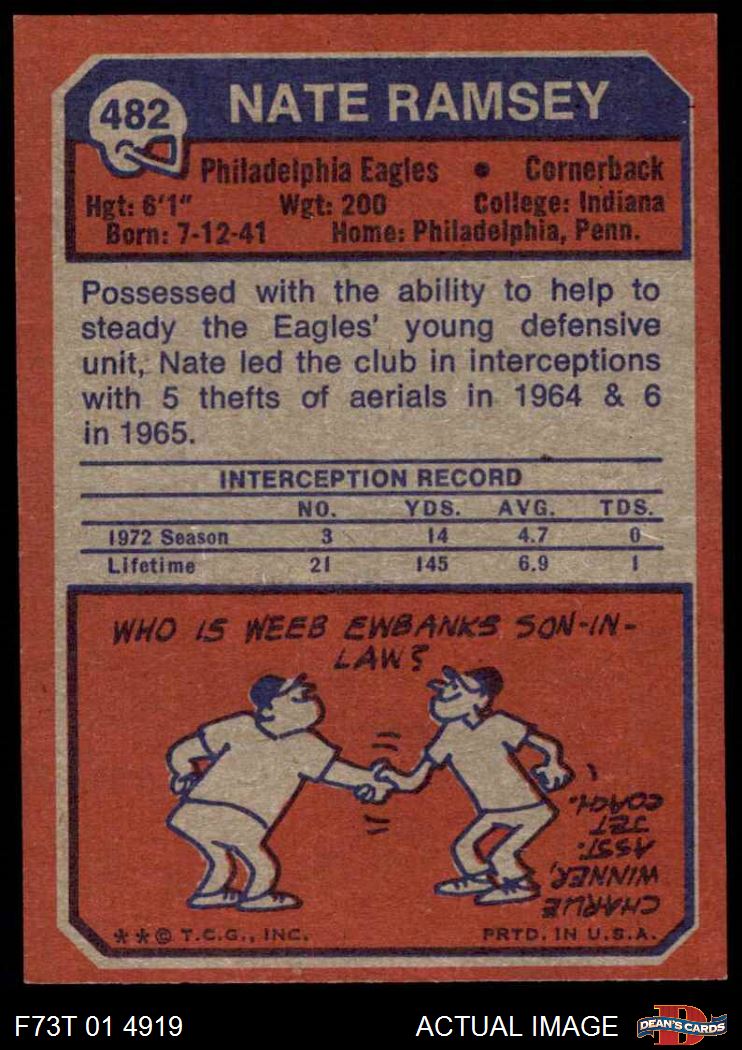 482
NATE RAMSEY
Philadelphia Eagles • Cornerback
Hgt: 6'1" Wgt: 200 College: Indiana
Born: 7-12-41 Home: Philadelphia, Penn.
Possessed with the ability to help to
steady the Eagles' young defensive
unit, Nate led the club in interceptions
with 5 thefts of aerials in 1964 & 6
in 1965.
INTERCEPTION RECORD
NO. YDS. AVG. TDS.
1972 Season 3 14 4.7 0
Lifetime 21 145 6.9 1
WHO IS WEEB EWBANKS SON-IN-
LAW?
CHARLIE
WINNER,
ASST.
JET
COACH.
**© T.C.G., INC. PRTD. IN U.S.A.
F73T 01 4919 ACTUAL IMAGE
D
DEAN'S CARDS